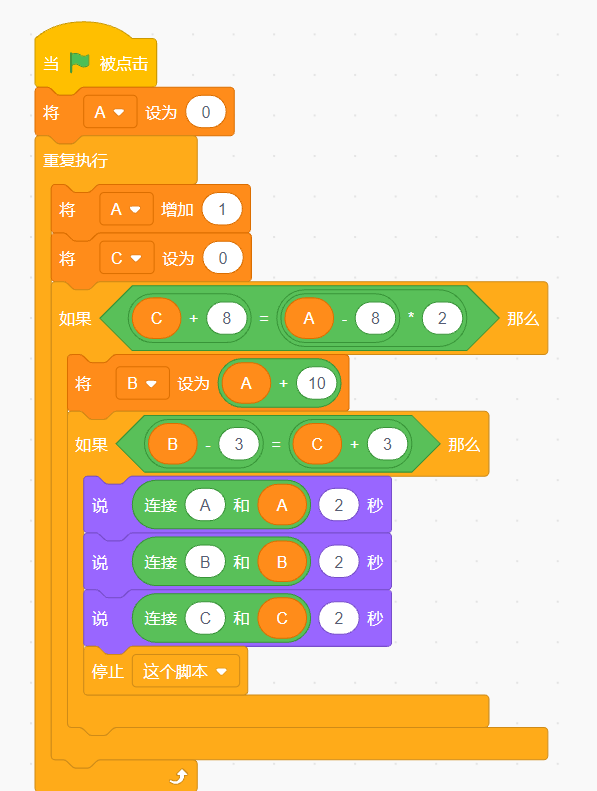 当 被点击
将 A 设为 0
重复执行
将 A 增加 1
将 C 设为 0
如果 C + 8 = A - 8 * 2 那么
将 B 设为 A + 10
如果 B - 3 = C + 3 那么
说 连接 A 和 A 2 秒
说 连接 B 和 B 2 秒
说 连接 C 和 C 2 秒
停止 这个脚本